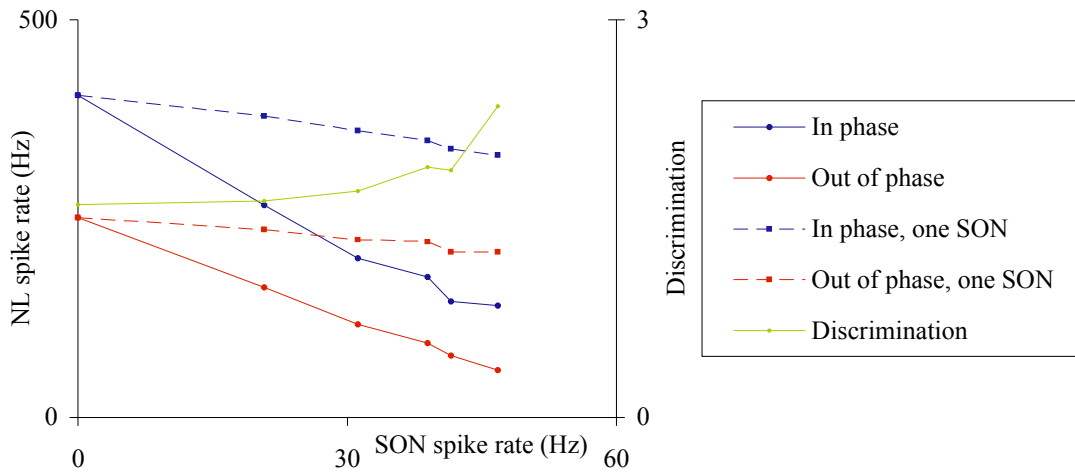 500
3
NL spike rate (Hz)
Discrimination
In phase
Out of phase
In phase, one SON
Out of phase, one SON
Discrimination
0
0
SON spike rate (Hz)
0
30
60